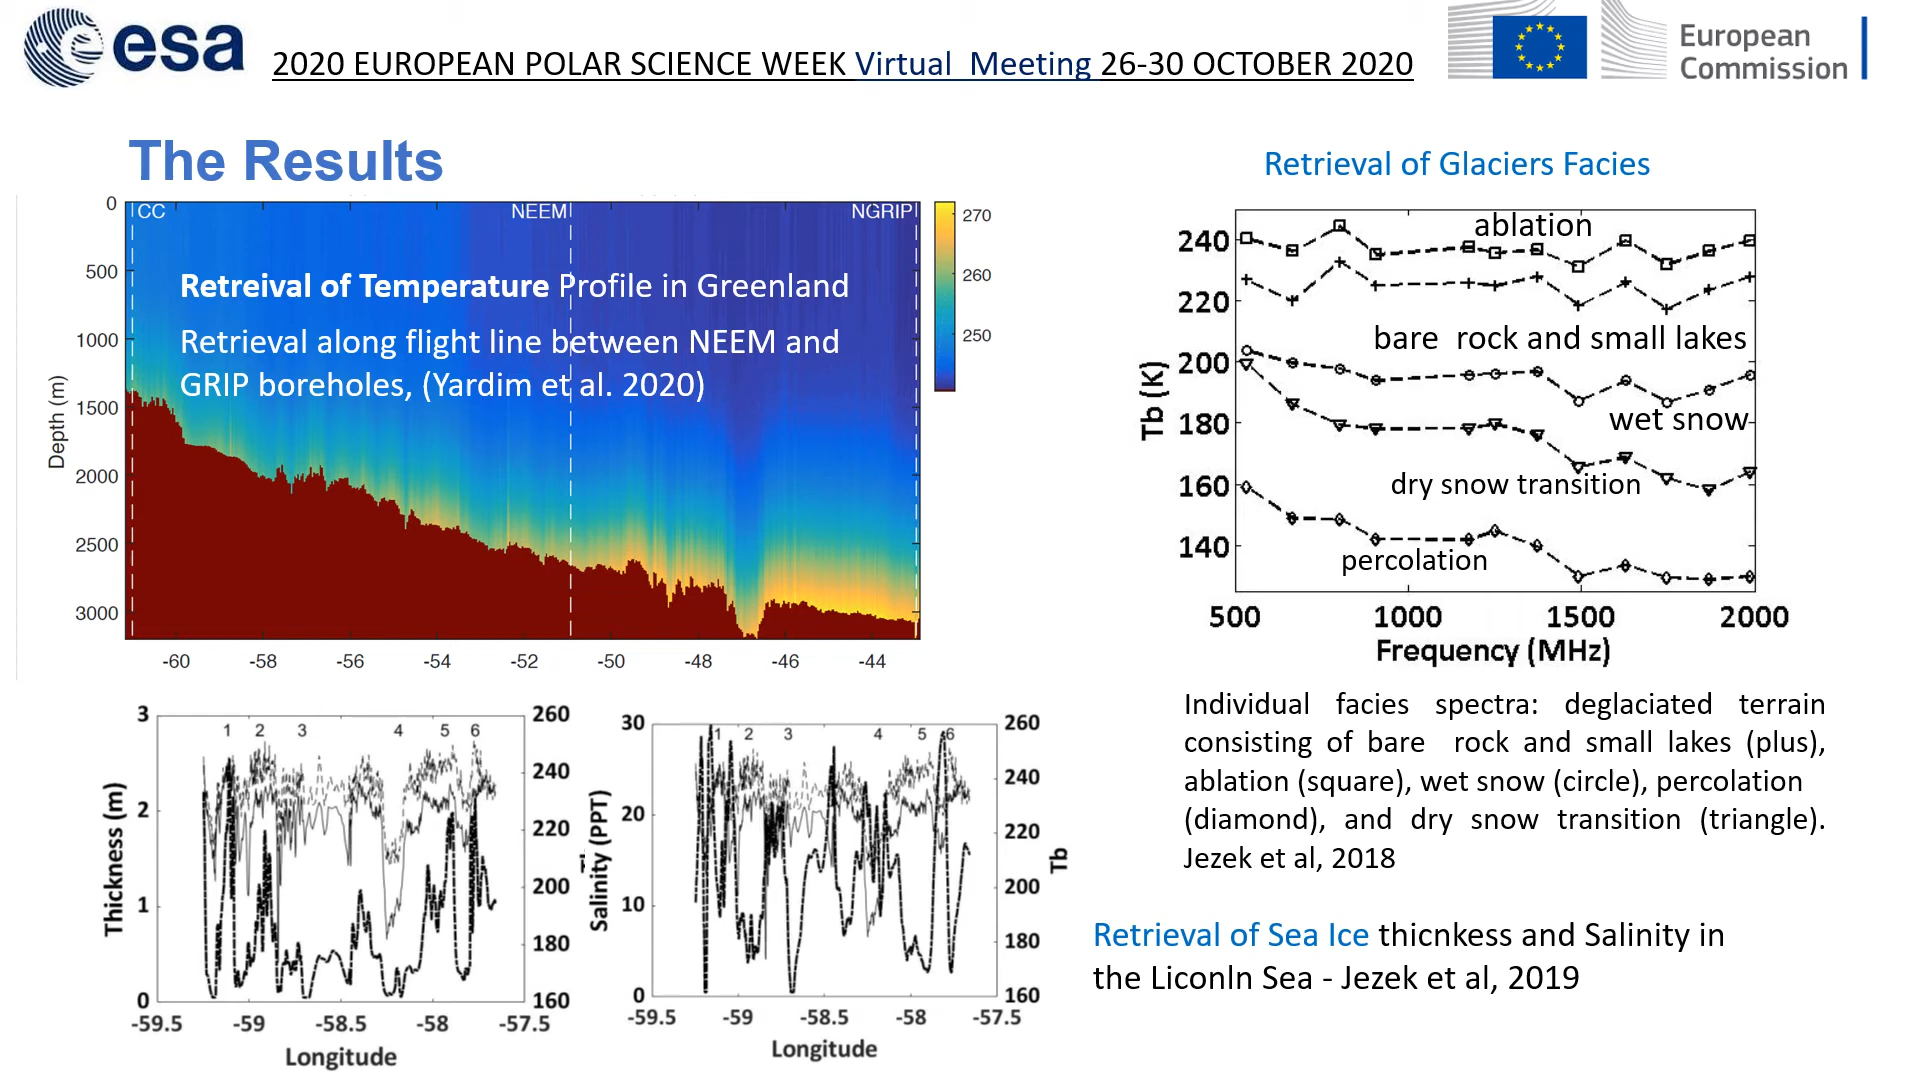 esa
2020 EUROPEAN POLAR SCIENCE WEEK Virtual Meeting 26-30 OCTOBER 2020
European
Commission
The Results
CC
NEEM
NGRIP
Retreival of Temperature Profile in Greenland
Retrieval along flight line between NEEM and
GRIP boreholes, (Yardim et al. 2020)
Depth (m)
0
500
1000
1500
2000
2500
3000
-60
-58
-56
-54
-52
-50
-48
-46
-44
270
260
250
Retrieval of Glaciers Facies
ablation
bare rock and small lakes
wet snow
dry snow transition
percolation
Tb (K)
240
220
200
180
160
140
500
1000
1500
2000
Frequency (MHz)
Individual facies spectra: deglaciated terrain
consisting of bare rock and small lakes (plus),
ablation (square), wet snow (circle), percolation
(diamond), and dry snow transition (triangle).
Jezek et al, 2018
Thickness (m)
3
2
1
0
1 2 3 4 5 6
260
240
220
200
180
160
-59.5
-59
-58.5
-58
-57.5
Longitude
Salinity (PPT)
30
20
10
0
1 2 3 4 5 6
260
240
220
200
180
160
Tb
-59.5
-59
-58.5
-58
-57.5
Longitude
Retrieval of Sea Ice thicnkess and Salinity in
the Liconln Sea - Jezek et al, 2019